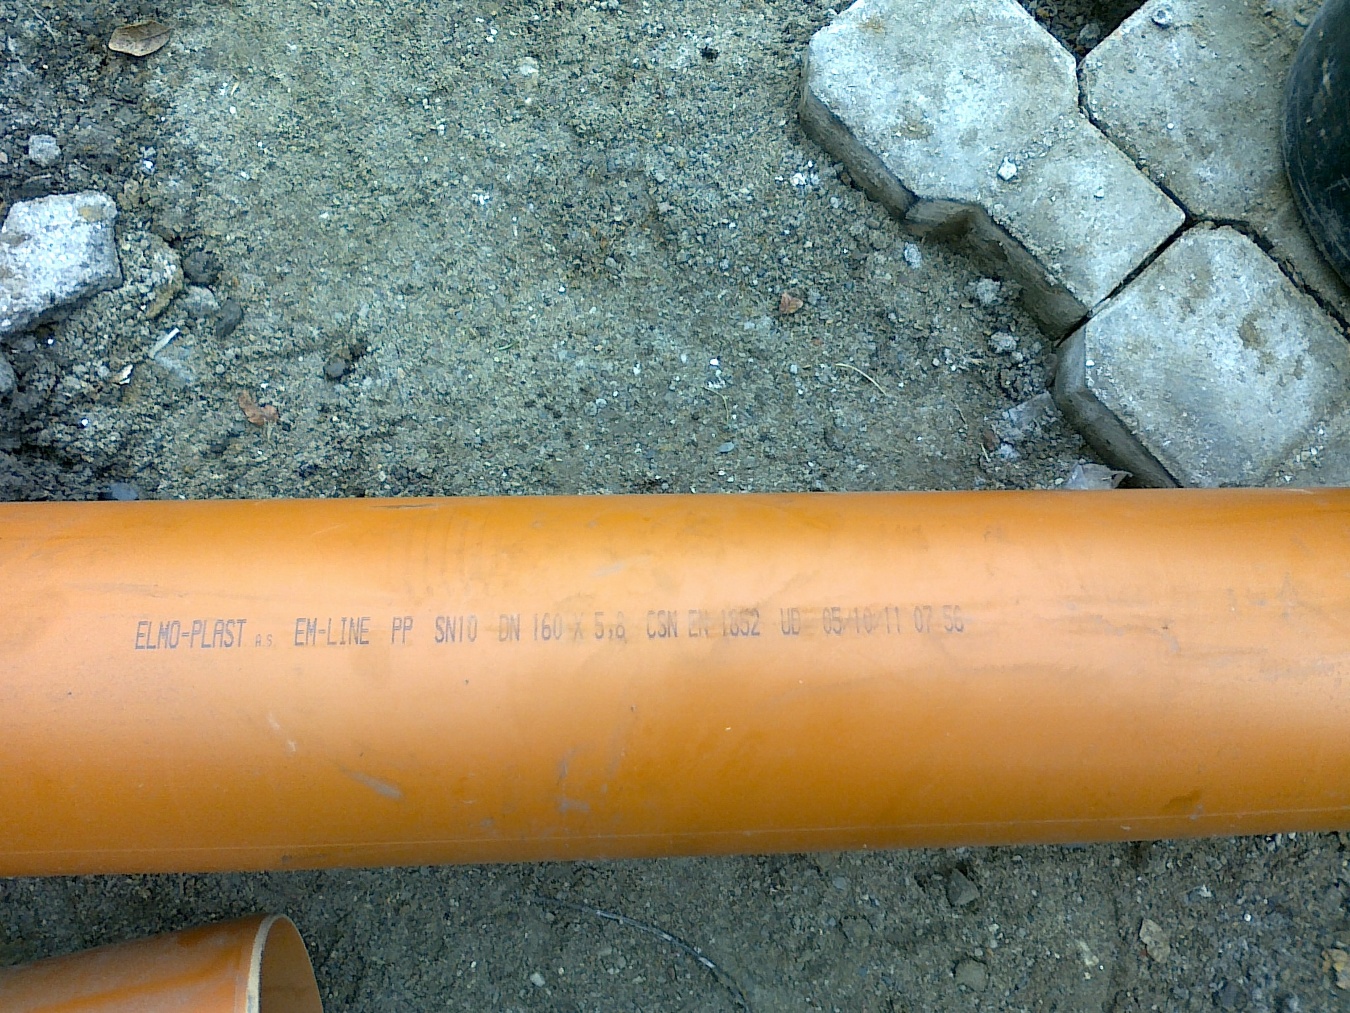 ELMO-PLAST a.s. EM-LINE PP SN10 DN 160 X 5,8 CSN EN 1852 UD 05/10/11 07 56